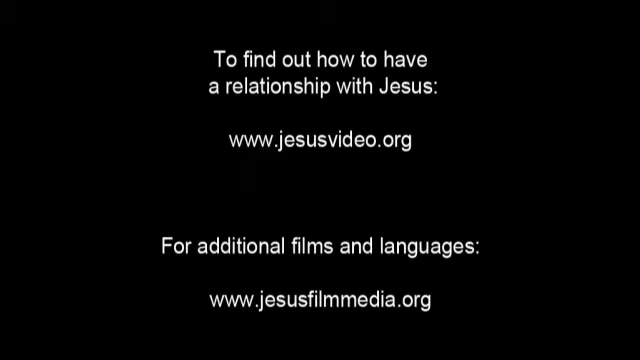 To find out how to have
a relationship with Jesus:
www.jesusvideo.org
For additional films and languages:
www.jesusfilmmedia.org